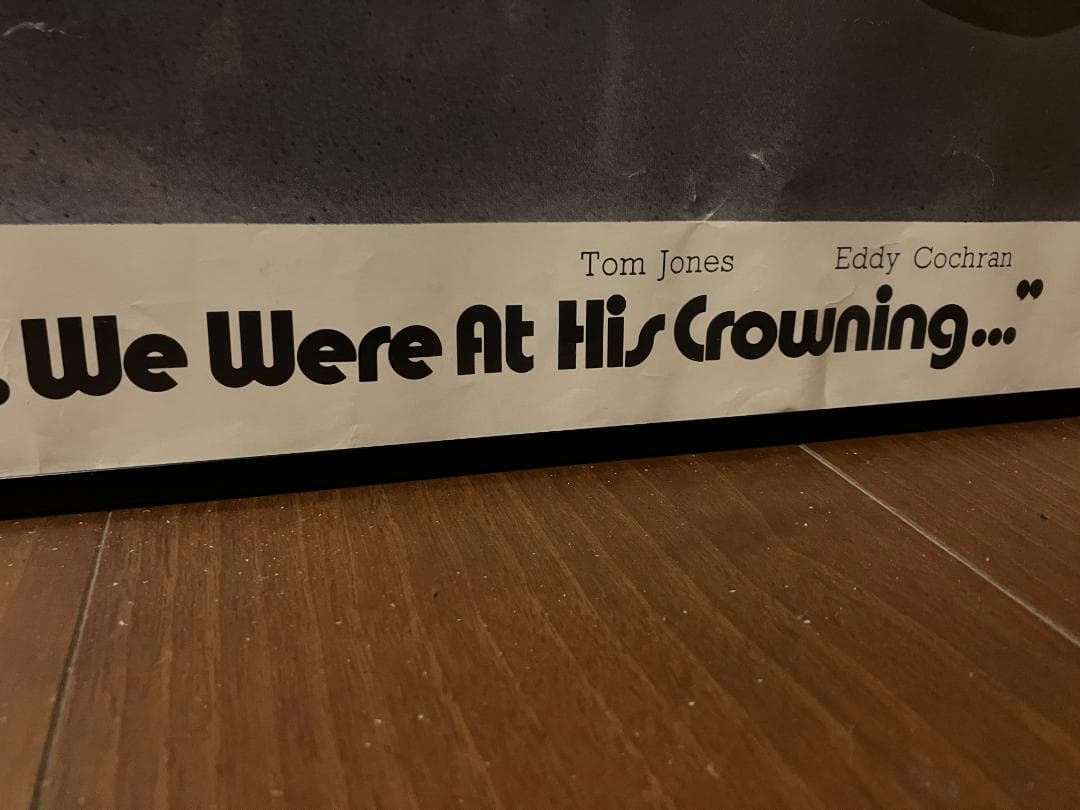 Tom Jones Eddy Cochran
. We Were At His Crowning..."